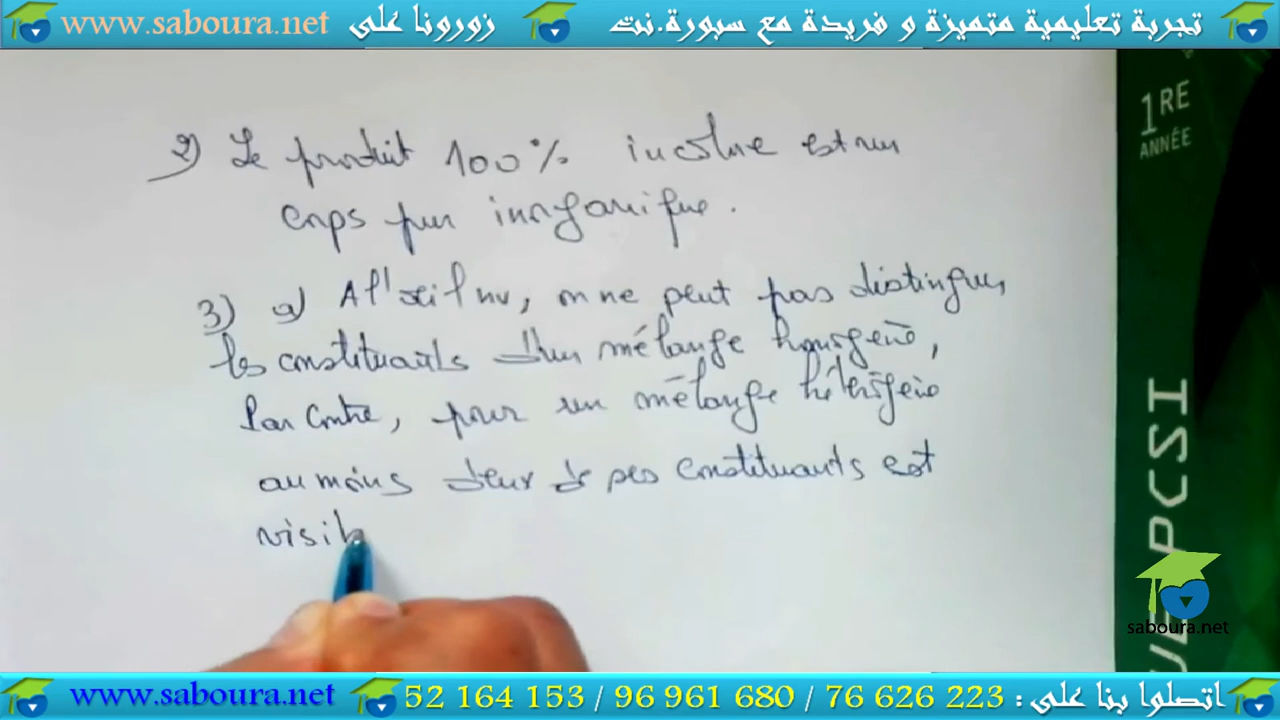 www.saboura.net زورونا على تجربة تعليمية متميزة و فريدة مع سبورة.نت
1RE
ANNÉE
2) Le produit 100% incolore est un
corps pur inorganique.
3) a) A l'œil nu, on ne peut pas distinguer
les constituants d'un mélange homogène,
Par contre, pour un mélange hétérogène
au moins deux de ses constituants est
visib
PCSI
saboura.net
www.saboura.net 52 164 153 / 96 961 680 / 76 626 223 : اتصلوا بنا على